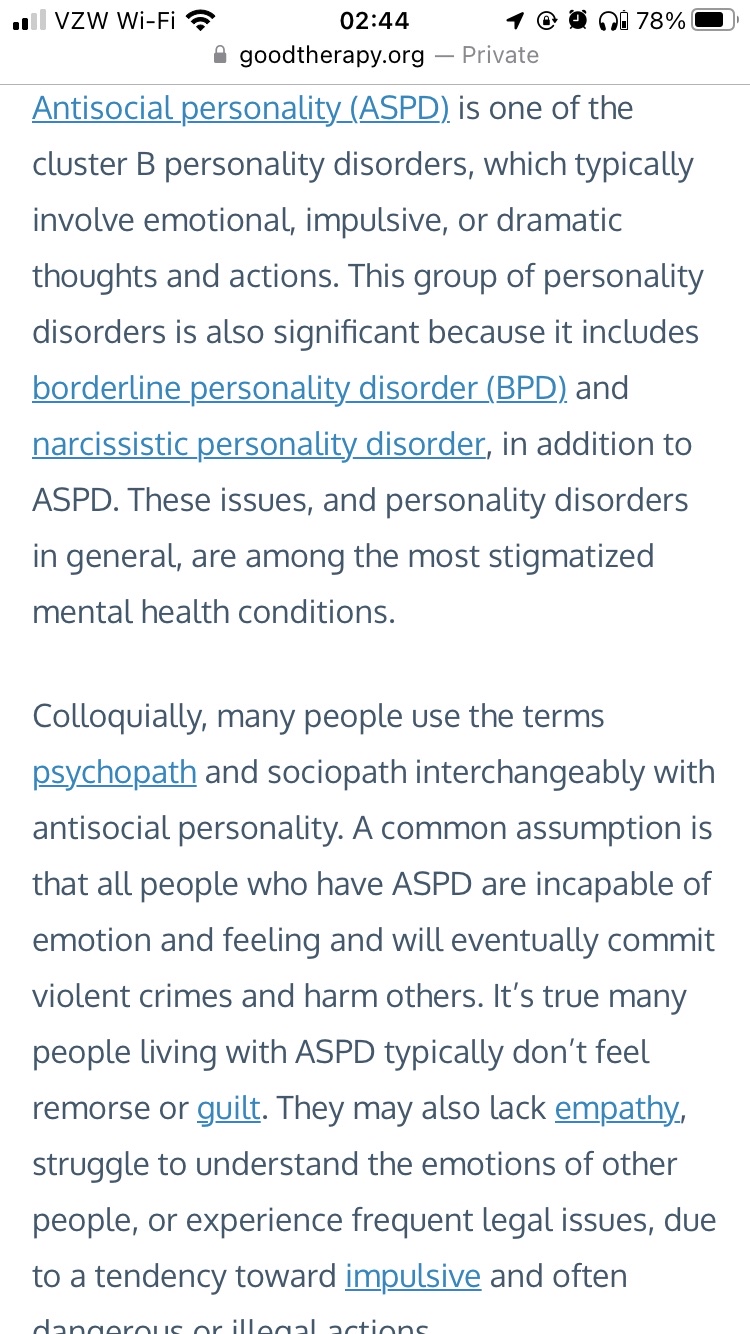 VZW Wi-Fi 02:44 78%
goodtherapy.org — Private
Antisocial personality (ASPD) is one of the
cluster B personality disorders, which typically
involve emotional, impulsive, or dramatic
thoughts and actions. This group of personality
disorders is also significant because it includes
borderline personality disorder (BPD) and
narcissistic personality disorder, in addition to
ASPD. These issues, and personality disorders
in general, are among the most stigmatized
mental health conditions.
Colloquially, many people use the terms
psychopath and sociopath interchangeably with
antisocial personality. A common assumption is
that all people who have ASPD are incapable of
emotion and feeling and will eventually commit
violent crimes and harm others. It’s true many
people living with ASPD typically don’t feel
remorse or guilt. They may also lack empathy,
struggle to understand the emotions of other
people, or experience frequent legal issues, due
to a tendency toward impulsive and often
dangerous or illegal actions.